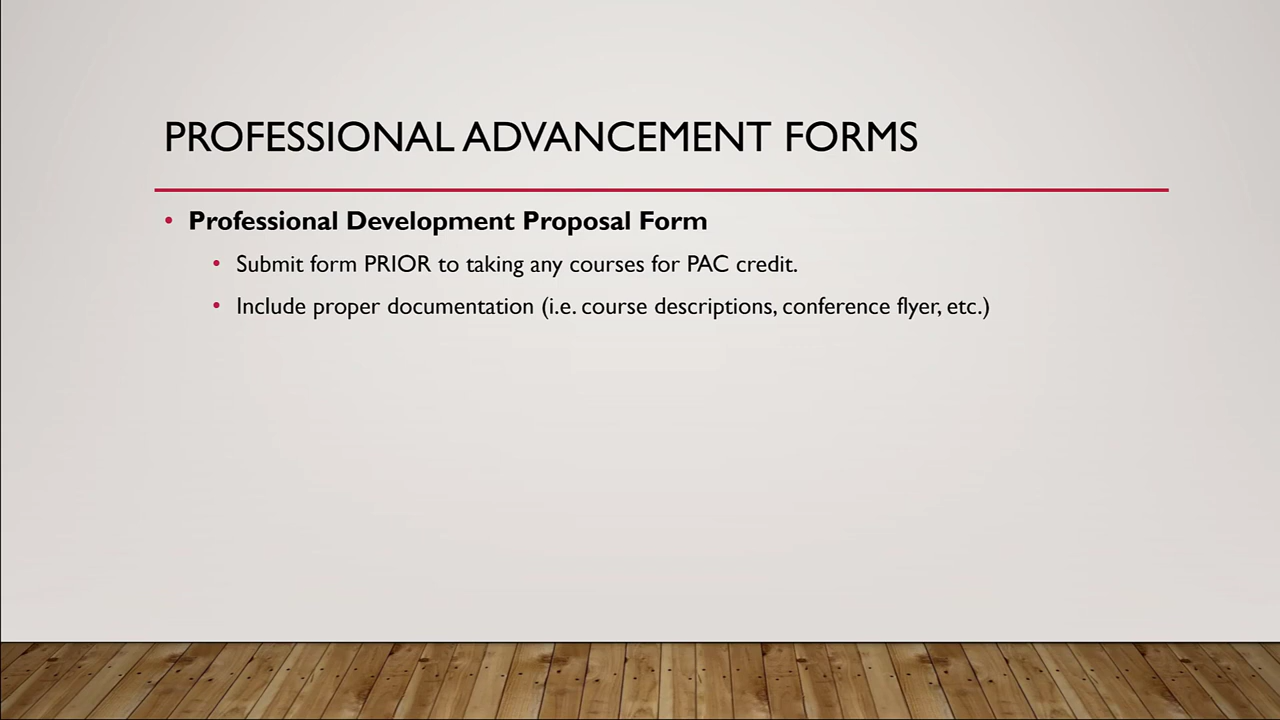 PROFESSIONAL ADVANCEMENT FORMS
• Professional Development Proposal Form
• Submit form PRIOR to taking any courses for PAC credit.
• Include proper documentation (i.e. course descriptions, conference flyer, etc.)